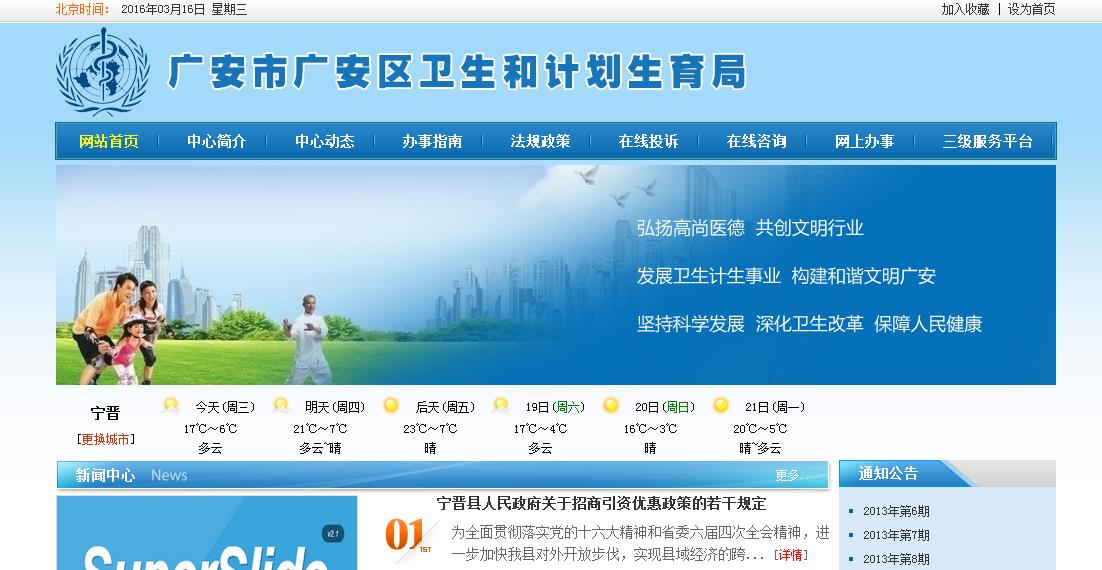 北京时间: 2016年03月16日 星期三
加入收藏 | 设为首页
广安市广安区卫生和计划生育局
网站首页 中心简介 中心动态 办事指南 法规政策 在线投诉 在线咨询 网上办事 三级服务平台
弘扬高尚医德 共创文明行业
发展卫生计生事业 构建和谐文明广安
坚持科学发展 深化卫生改革 保障人民健康
宁晋
[更换城市]
今天(周三) 明天(周四) 后天(周五) 19日(周六) 20日(周日) 21日(周一)
17℃~6℃ 21℃~7℃ 23℃~7℃ 17℃~4℃ 16℃~3℃ 20℃~5℃
多云 多云~晴 晴 多云 晴 晴~多云
新闻中心 News 更多..
通知公告
v2.1
SuperSlide
宁晋县人民政府关于招商引资优惠政策的若干规定
01 1ST
为全面贯彻落实党的十六大精神和省委六届四次全会精神，进
一步加快我县对外开放步伐，实现县域经济的跨... [详情]
2013年第6期
2013年第7期
2013年第8期